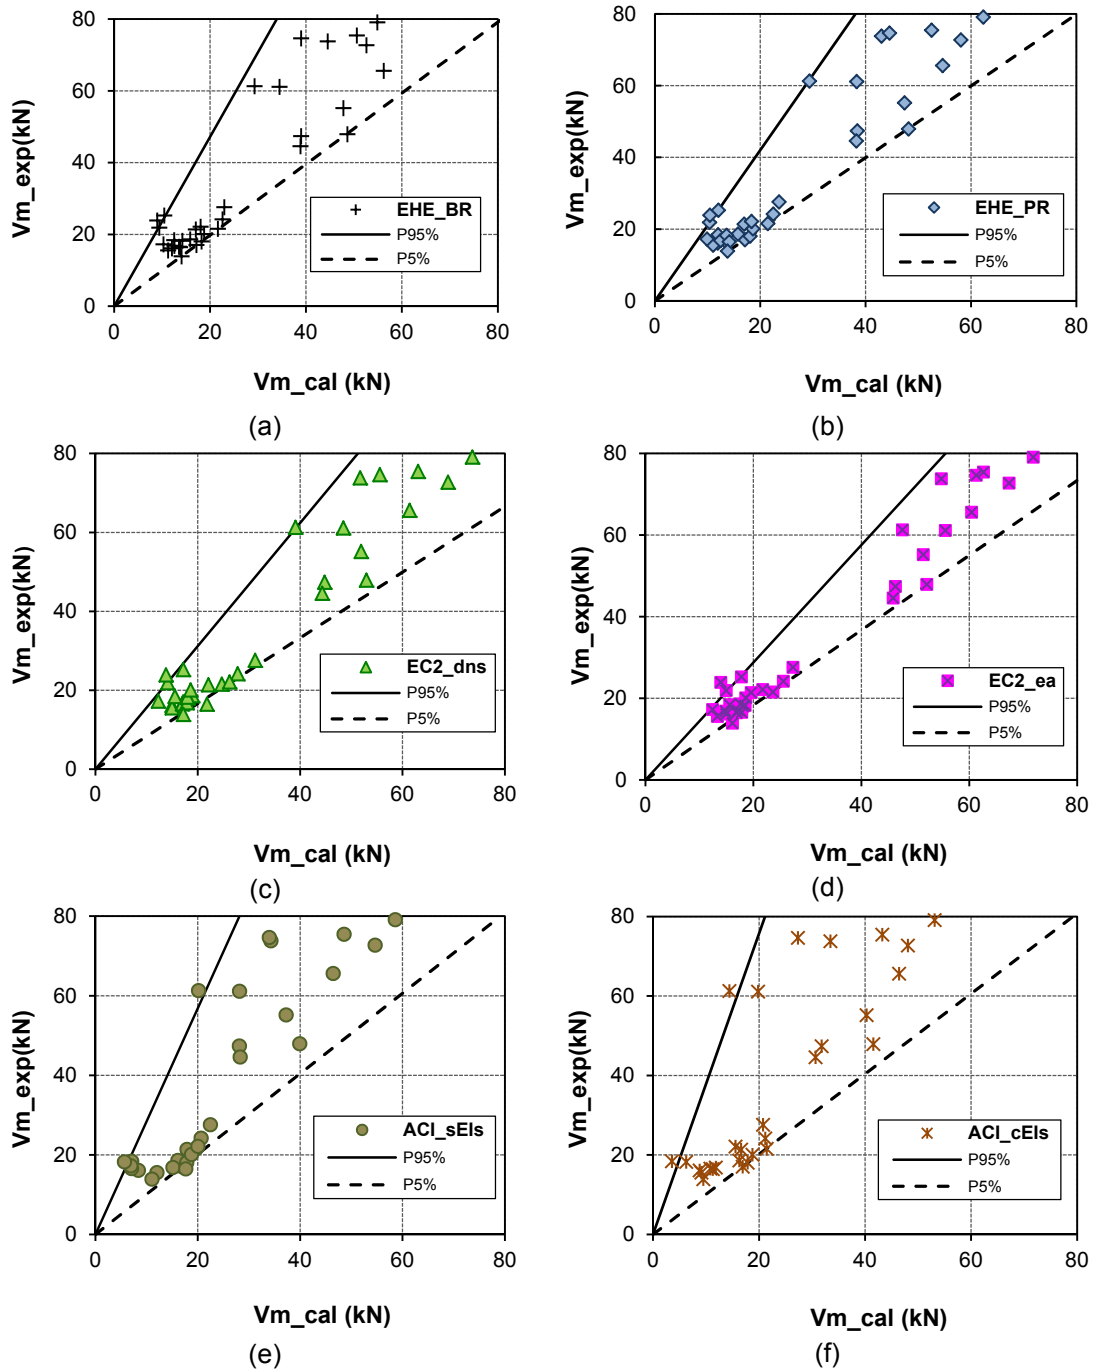 80
60
40
20
0
Vm_exp(kN)
EHE_BR
P95%
P5%
0 20 40 60 80
Vm_cal (kN)
(a)
80
60
40
20
0
Vm_exp(kN)
EHE_PR
P95%
P5%
0 20 40 60 80
Vm_cal (kN)
(b)
80
60
40
20
0
Vm_exp(kN)
EC2_dns
P95%
P5%
0 20 40 60 80
Vm_cal (kN)
(c)
80
60
40
20
0
Vm_exp(kN)
EC2_ea
P95%
P5%
0 20 40 60 80
Vm_cal (kN)
(d)
80
60
40
20
0
Vm_exp(kN)
ACI_sEIs
P95%
P5%
0 20 40 60 80
Vm_cal (kN)
(e)
80
60
40
20
0
Vm_exp(kN)
ACI_cEIs
P95%
P5%
0 20 40 60 80
Vm_cal (kN)
(f)